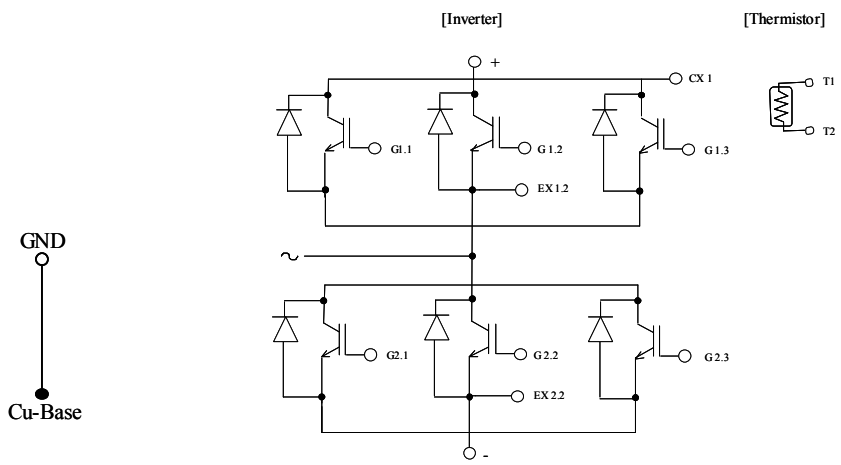 [Inverter]
[Thermistor]
+
CX 1
T1
T2
G1.1
G 1.2
G 1.3
EX 1.2
GND
~
G2.1
G 2.2
G 2.3
EX 2.2
Cu-Base
-